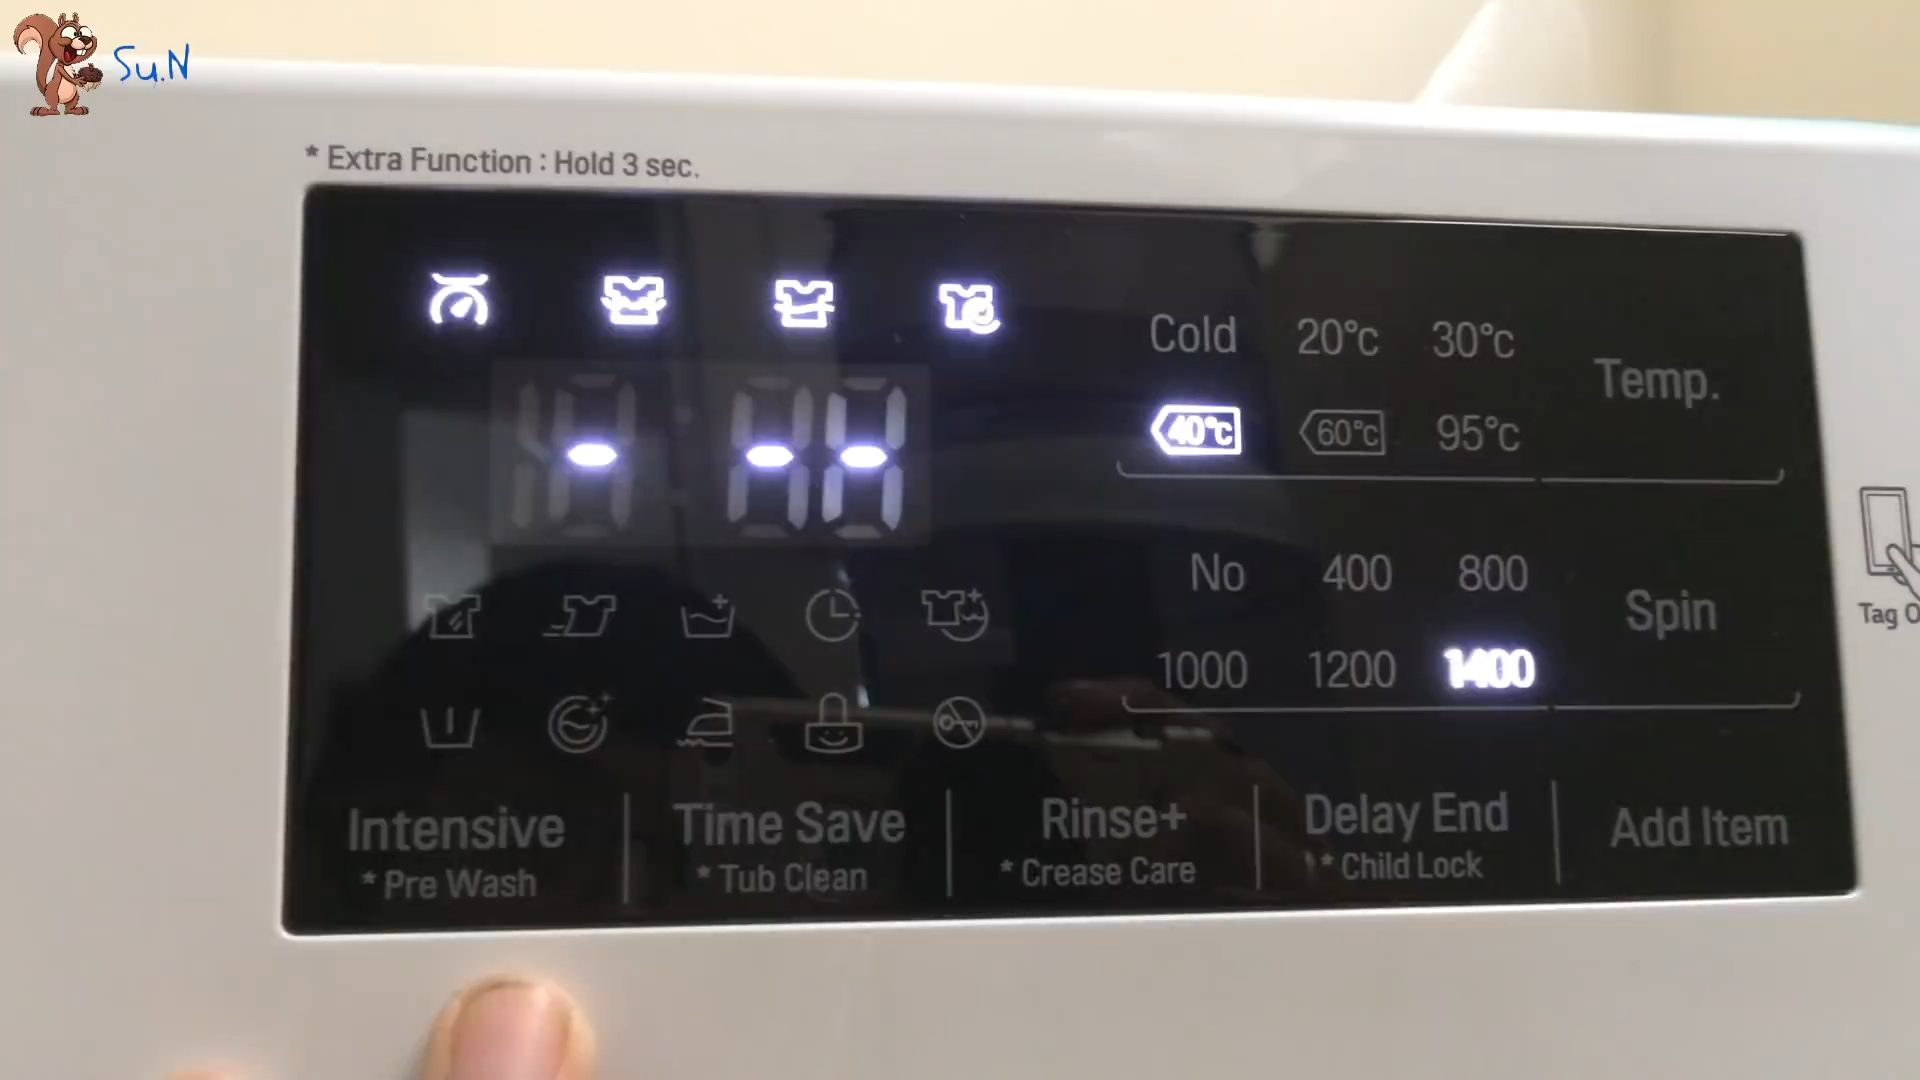 Su.N
* Extra Function : Hold 3 sec.
- --
Cold 20°c 30°c
Temp.
40°c 60°c 95°c
No 400 800
Spin
1000 1200 1400
Tag O
Intensive
* Pre Wash
Time Save
* Tub Clean
Rinse+
* Crease Care
Delay End
* Child Lock
Add Item